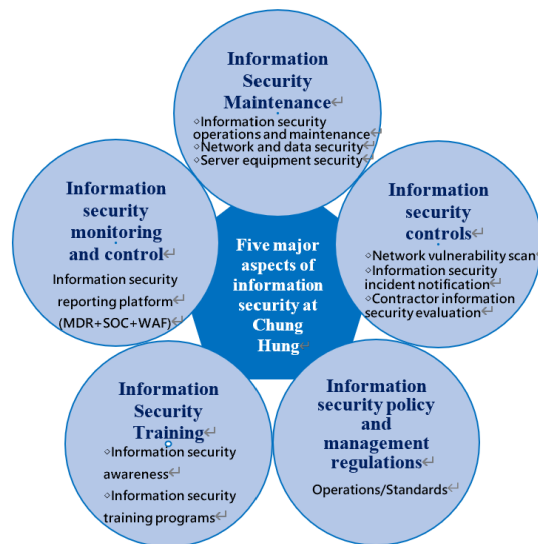 Information
Security
Maintenance
◇Information security
operations and maintenance
◇Network and data security
◇Server equipment security
Information
security
controls
◇Network vulnerability scan
◇Information security
incident notification
◇Contractor information
security evaluation
Information
security policy
and
management
regulations
Operations/Standards
Information
Security
Training
◇Information security
awareness
◇Information security
training programs
Information
security
monitoring
and control
Information security
reporting platform
(MDR+SOC+WAF)
Five major
aspects of
information
security at
Chung
Hung